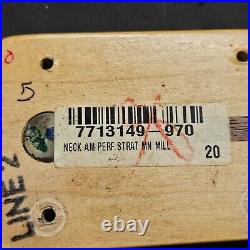 5
7713149-970
NECK AM PERF STRAT MN MILL
20
LINE 2